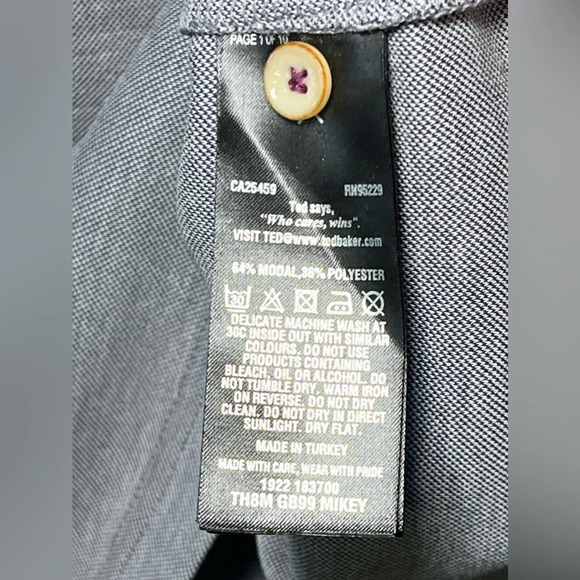 PAGE 1 OF 10
CA25459 RN95229
Ted says,
"Who cares, wins".
VISIT TED@www.tedbaker.com
64% MODAL, 36% POLYESTER
30
DELICATE MACHINE WASH AT
30C INSIDE OUT WITH SIMILAR
COLOURS. DO NOT USE
PRODUCTS CONTAINING
BLEACH, OIL OR ALCOHOL. DO
NOT TUMBLE DRY. WARM IRON
ON REVERSE. DO NOT DRY
CLEAN. DO NOT DRY IN DIRECT
SUNLIGHT. DRY FLAT.
MADE IN TURKEY
MADE WITH CARE, WEAR WITH PRIDE
1922 183700
TH8M GB99 MIKEY